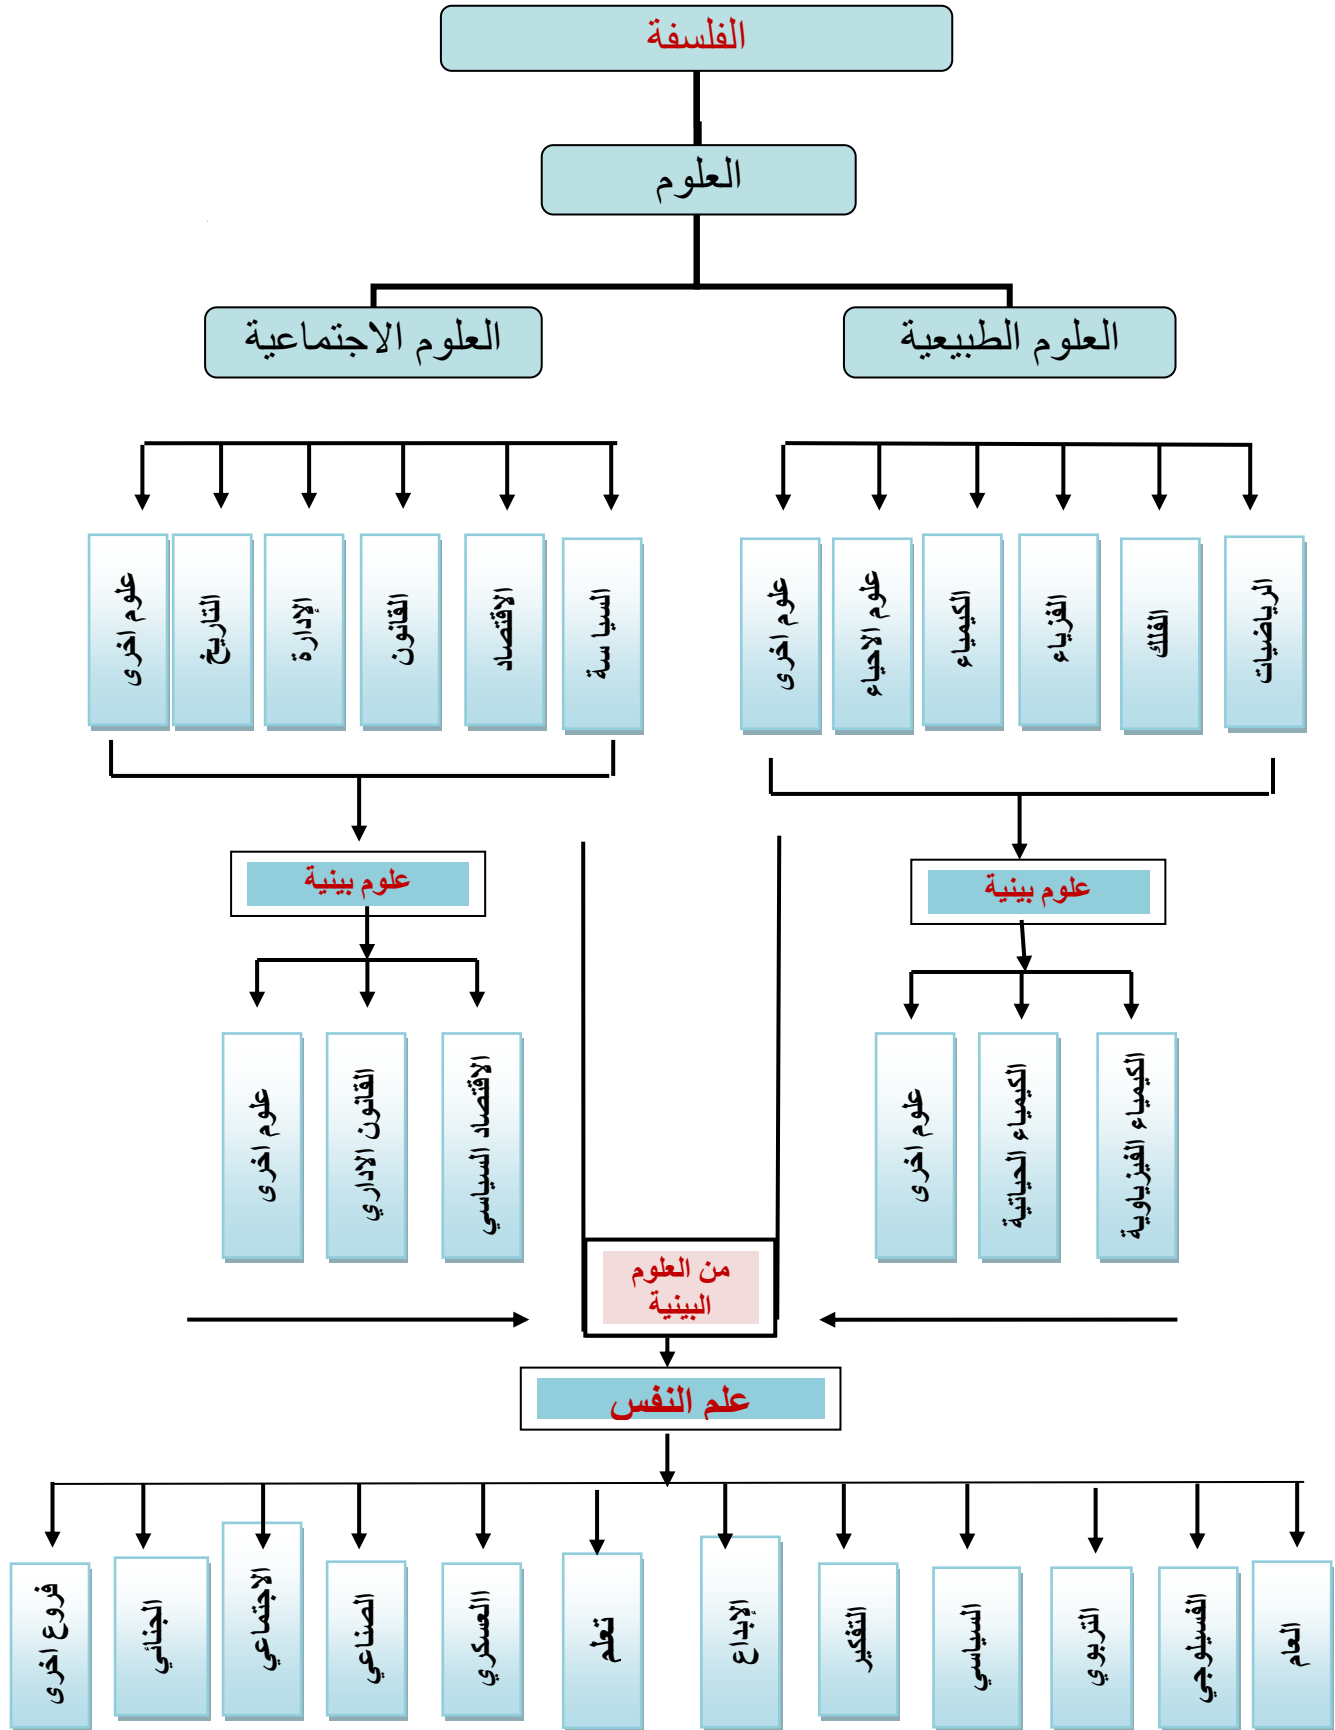 الفلسفة
العلوم
العلوم الطبيعية
العلوم الاجتماعية
الرياضيات
الفلك
الفزياء
الكيمياء
علوم الاحياء
علوم اخرى
السيا سة
الاقتصاد
القانون
الإدارة
التاريخ
علوم اخرى
علوم بينية
علوم بينية
الكيمياء الفيزياوية
الكيمياء الحياتية
علوم اخرى
الاقتصاد السياسي
القانون الاداري
علوم اخرى
من العلوم
البينية
علم النفس
العام
الفسيلوجي
التربوي
السياسي
التفكير
الإبداع
تعلم
االعسكري
الصناعي
الاجتماعي
الجنائي
فروع اخرى